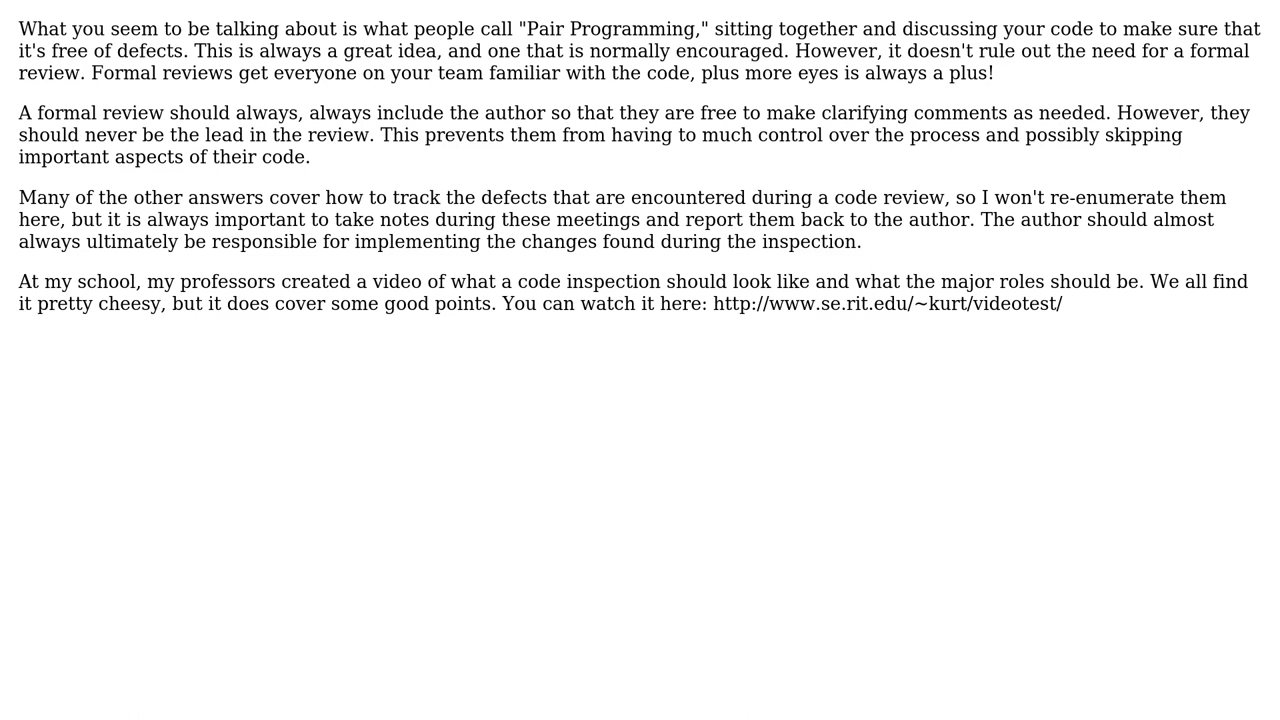 What you seem to be talking about is what people call "Pair Programming," sitting together and discussing your code to make sure that
it's free of defects. This is always a great idea, and one that is normally encouraged. However, it doesn't rule out the need for a formal
review. Formal reviews get everyone on your team familiar with the code, plus more eyes is always a plus!
A formal review should always, always include the author so that they are free to make clarifying comments as needed. However, they
should never be the lead in the review. This prevents them from having to much control over the process and possibly skipping
important aspects of their code.
Many of the other answers cover how to track the defects that are encountered during a code review, so I won't re-enumerate them
here, but it is always important to take notes during these meetings and report them back to the author. The author should almost
always ultimately be responsible for implementing the changes found during the inspection.
At my school, my professors created a video of what a code inspection should look like and what the major roles should be. We all find
it pretty cheesy, but it does cover some good points. You can watch it here: http://www.se.rit.edu/~kurt/videotest/